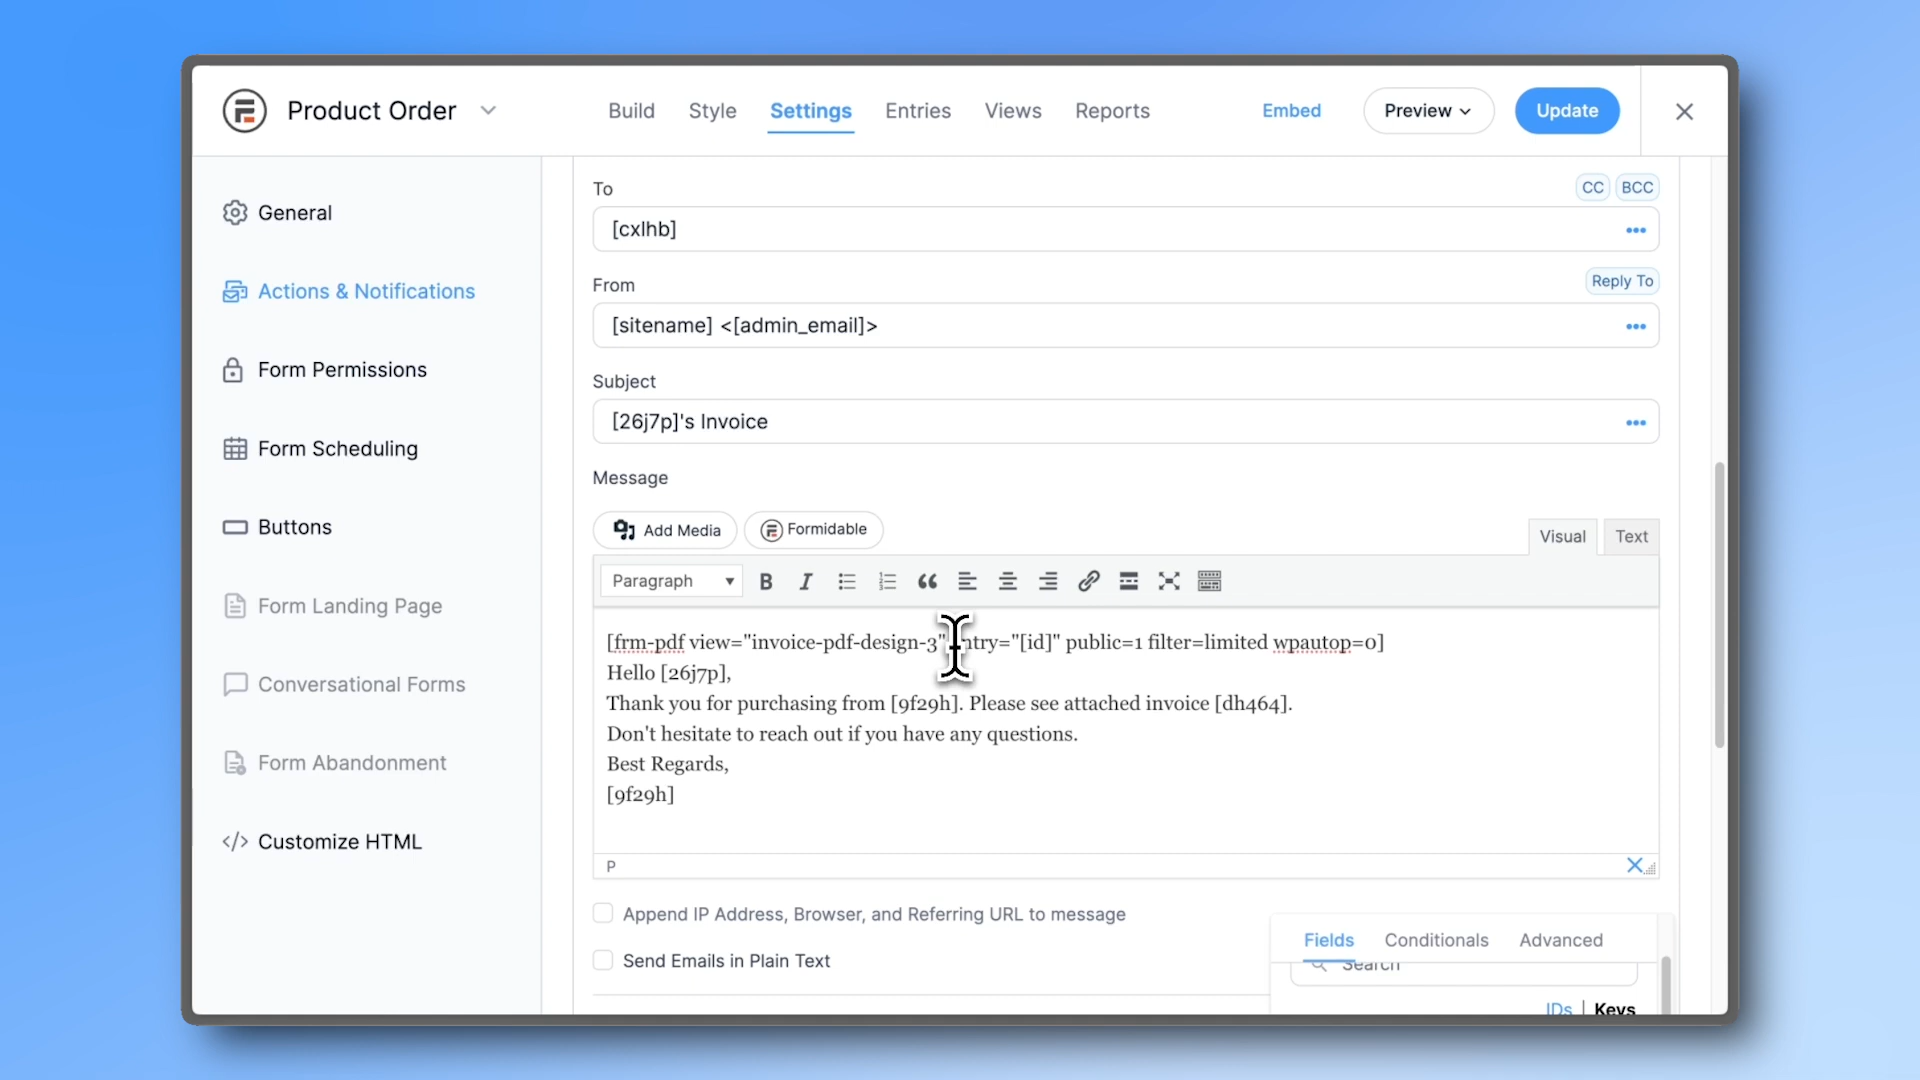 Product Order
Build Style Settings Entries Views Reports
Embed Preview Update
General
Actions & Notifications
Form Permissions
Form Scheduling
Buttons
Form Landing Page
Conversational Forms
Form Abandonment
Customize HTML
To
CC BCC
[cxlhb]
From
Reply To
[sitename] <[admin_email]>
Subject
[26j7p]'s Invoice
Message
Add Media Formidable
Visual Text
Paragraph
[frm-pdf view="invoice-pdf-design-3" entry="[id]" public=1 filter=limited wpautop=0]
Hello [26j7p],
Thank you for purchasing from [9f29h]. Please see attached invoice [dh464].
Don't hesitate to reach out if you have any questions.
Best Regards,
[9f29h]
P
Append IP Address, Browser, and Referring URL to message
Send Emails in Plain Text
Fields Conditionals Advanced
Search
IDs | Keys